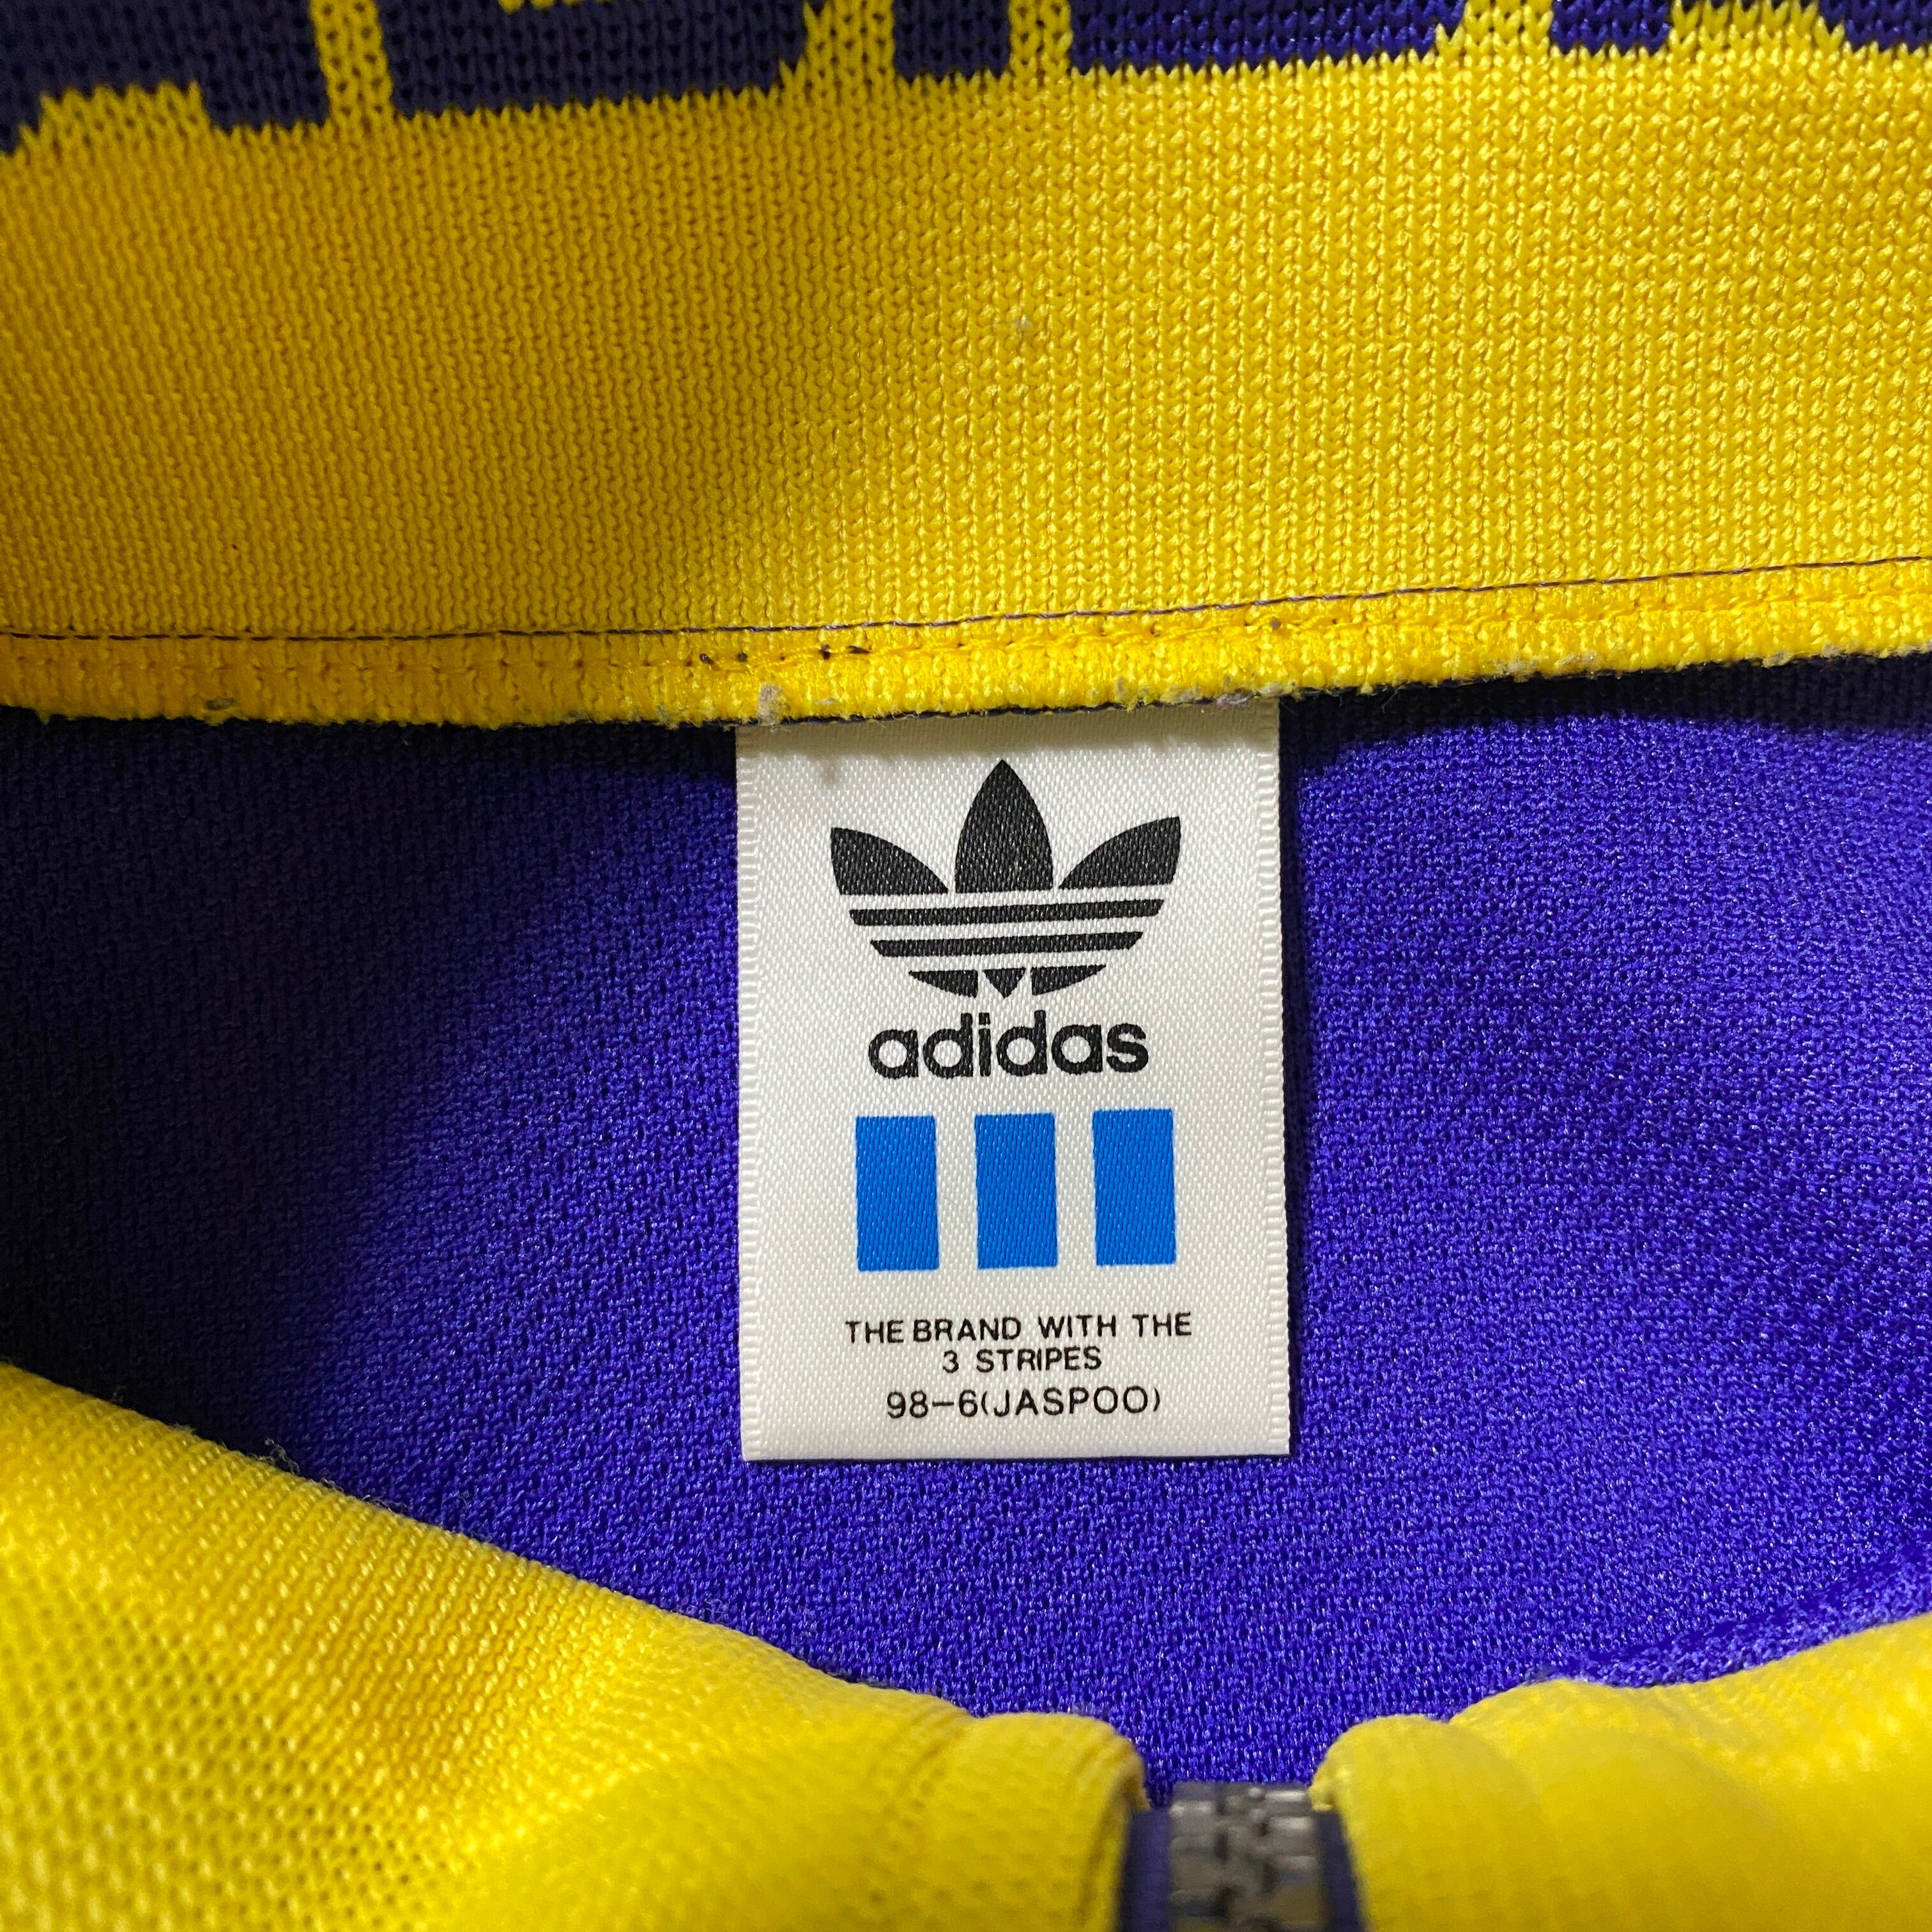 adidas
THE BRAND WITH THE
3 STRIPES
98-6(JASPOO)